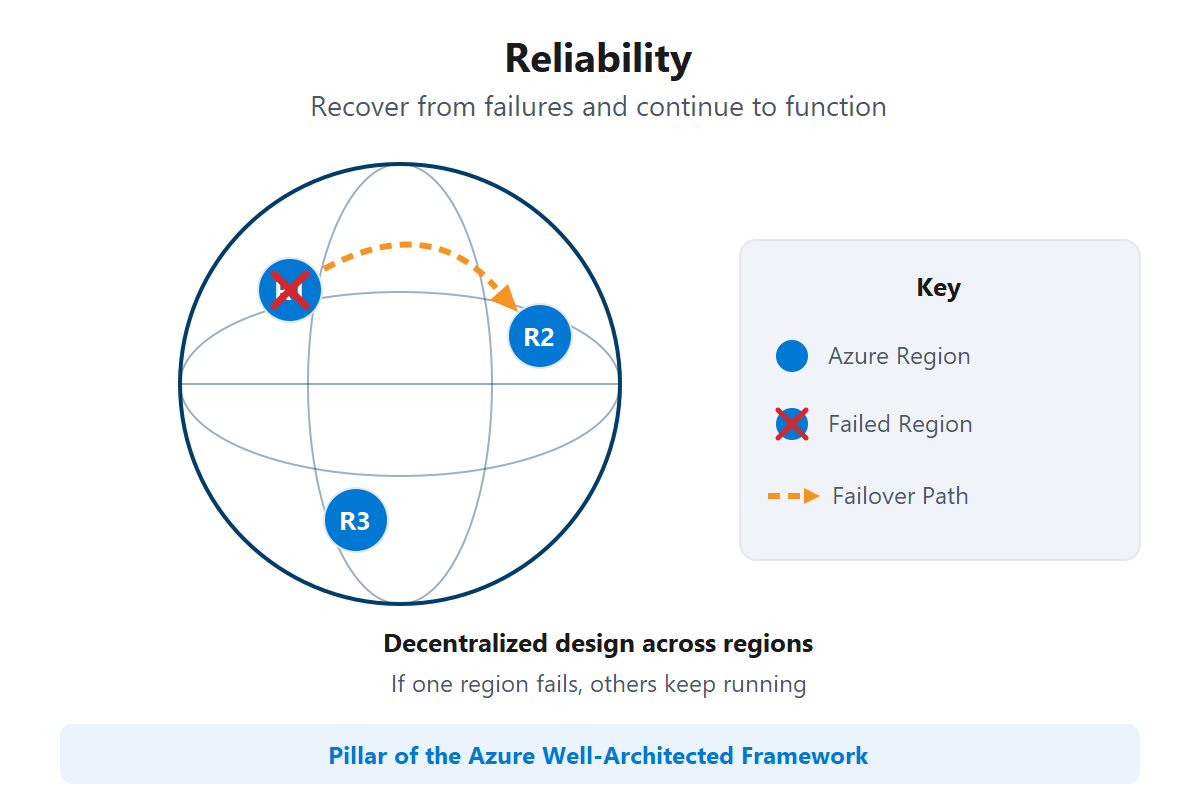 Reliability
Recover from failures and continue to function
R2
R3
Key
Azure Region
Failed Region
Failover Path
Decentralized design across regions
If one region fails, others keep running
Pillar of the Azure Well-Architected Framework